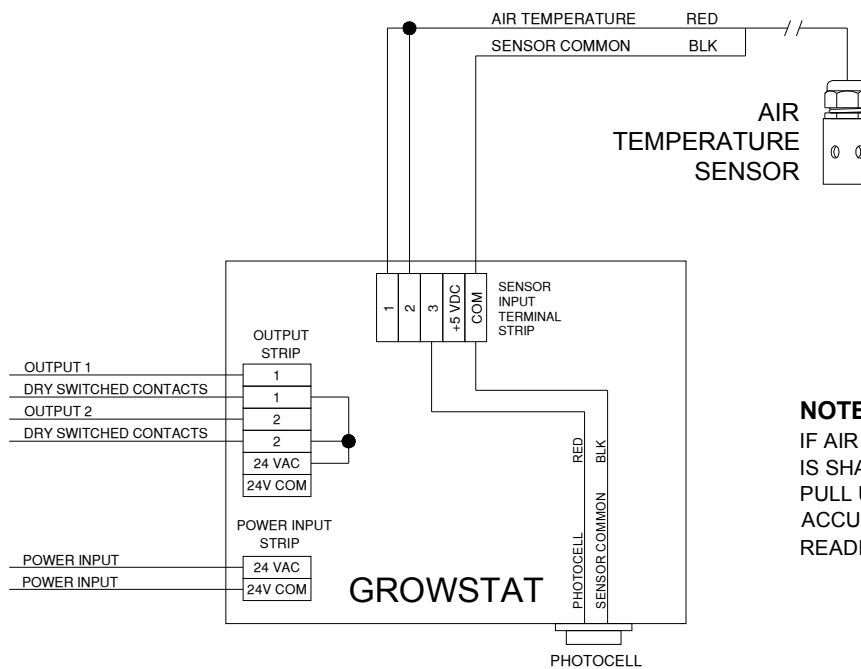 AIR TEMPERATURE RED
SENSOR COMMON BLK
AIR
TEMPERATURE
SENSOR
1
2
3
+5 VDC
COM
SENSOR
INPUT
TERMINAL
STRIP
OUTPUT
STRIP
OUTPUT 1
DRY SWITCHED CONTACTS
OUTPUT 2
DRY SWITCHED CONTACTS
1
1
2
2
24 VAC
24V COM
POWER INPUT
STRIP
POWER INPUT
POWER INPUT
24 VAC
24V COM
GROWSTAT
PHOTOCELL RED
SENSOR COMMON BLK
PHOTOCELL
NOTE
IF AIR
IS
PULL